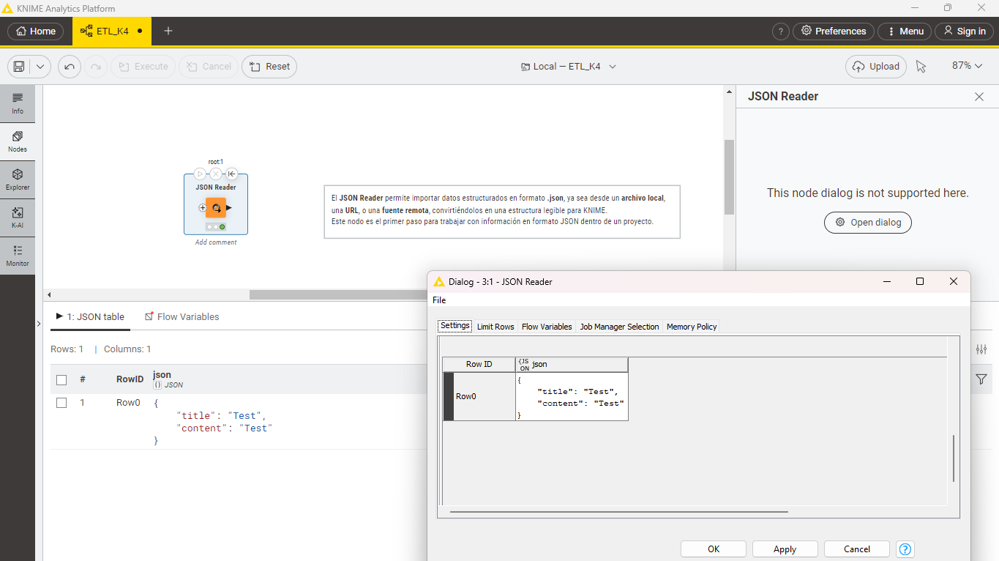 KNIME Analytics Platform
Home
ETL_K4
?
Preferences
Menu
Sign in
Execute
Cancel
Reset
Local — ETL_K4
Upload
87%
Info
Nodes
Explorer
K-AI
Monitor
root:1
JSON Reader
Add comment
El JSON Reader permite importar datos estructurados en formato .json, ya sea desde un archivo local,
una URL, o una fuente remota, convirtiéndolos en una estructura legible para KNIME.
Este nodo es el primer paso para trabajar con información en formato JSON dentro de un proyecto.
JSON Reader
This node dialog is not supported here.
Open dialog
1: JSON table
Flow Variables
Rows: 1 | Columns: 1
# RowID json
{} JSON
1 Row0 {
"title": "Test",
"content": "Test"
}
Dialog - 3:1 - JSON Reader
File
Settings Limit Rows Flow Variables Job Manager Selection Memory Policy
Row ID {JS
ON json
Row0
{
"title": "Test",
"content": "Test"
}
OK Apply Cancel ?